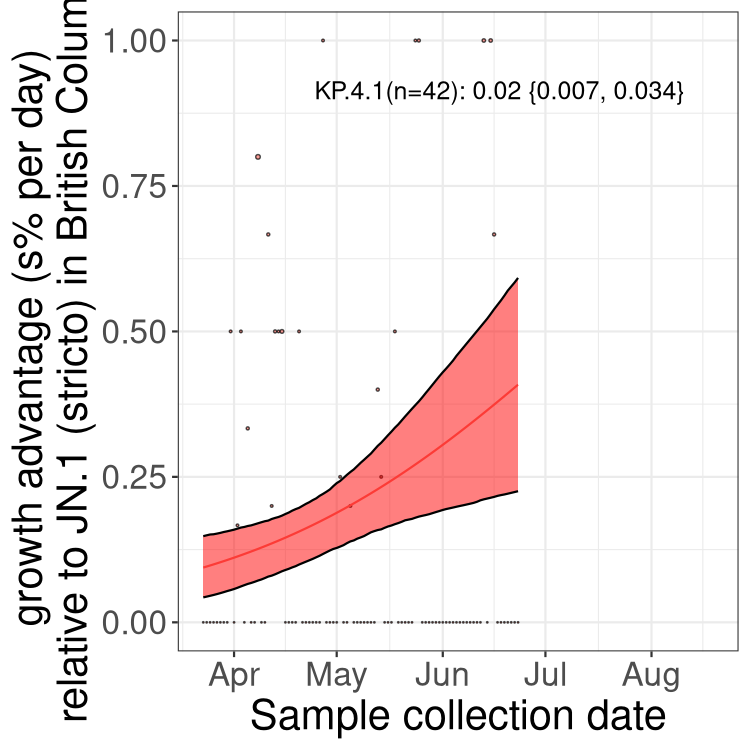 growth advantage (s% per day)
relative to JN.1 (stricto) in British Colum
1.00
0.75
0.50
0.25
0.00
KP.4.1(n=42): 0.02 {0.007, 0.034}
Apr May Jun Jul Aug
Sample collection date